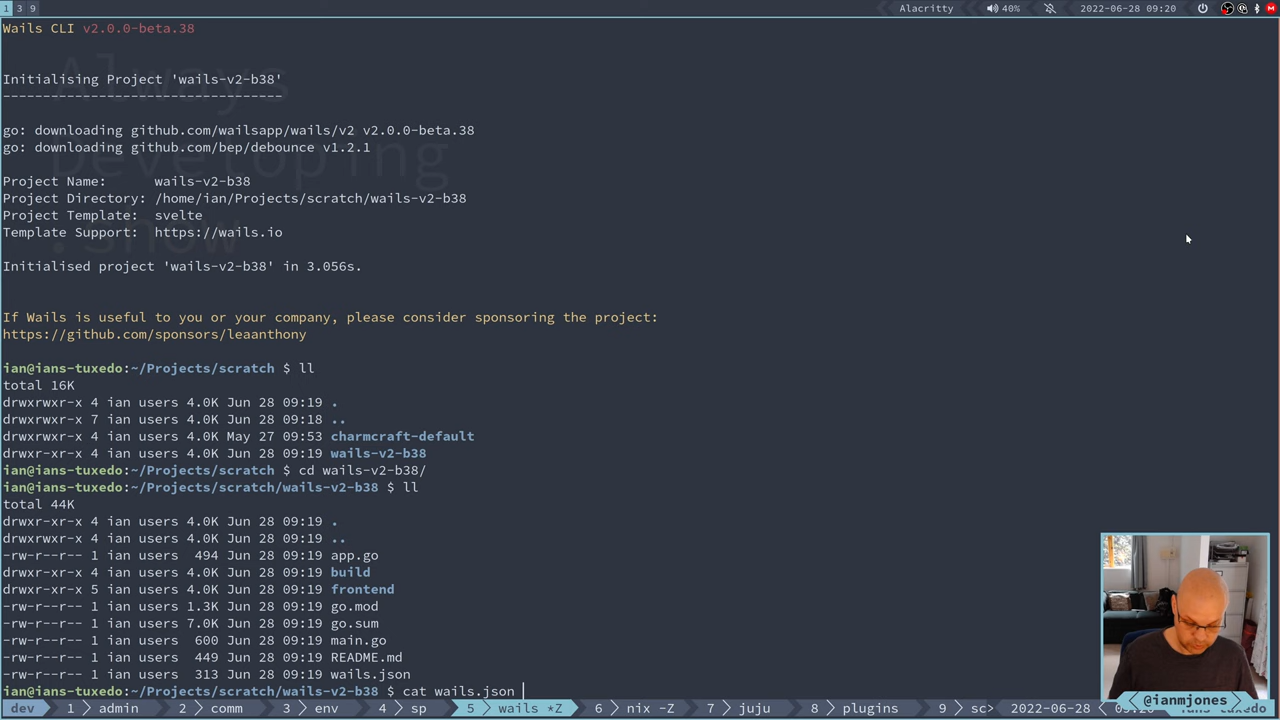 1 3 9 Alacritty 40% 2022-06-28 09:20
Wails CLI v2.0.0-beta.38
Always
Initialising Project 'wails-v2-b38'
----------------------------------
Developing
go: downloading github.com/wailsapp/wails/v2 v2.0.0-beta.38
go: downloading github.com/bep/debounce v1.2.1
Project Name: wails-v2-b38
Project Directory: /home/ian/Projects/scratch/wails-v2-b38
Project Template: svelte
Template Support: https://wails.io
.show
Initialised project 'wails-v2-b38' in 3.056s.
If Wails is useful to you or your company, please consider sponsoring the project:
https://github.com/sponsors/leaanthony
ian@ians-tuxedo:~/Projects/scratch $ ll
total 16K
drwxrwxr-x 4 ian users 4.0K Jun 28 09:19 .
drwxrwxr-x 7 ian users 4.0K Jun 28 09:18 ..
drwxrwxr-x 4 ian users 4.0K May 27 09:53 charmcraft-default
drwxrwxr-x 4 ian users 4.0K Jun 28 09:19 wails-v2-b38
ian@ians-tuxedo:~/Projects/scratch $ cd wails-v2-b38/
ian@ians-tuxedo:~/Projects/scratch/wails-v2-b38 $ ll
total 44K
drwxr-xr-x 4 ian users 4.0K Jun 28 09:19 .
drwxrwxr-x 4 ian users 4.0K Jun 28 09:19 ..
-rw-r--r-- 1 ian users 494 Jun 28 09:19 app.go
drwxr-xr-x 4 ian users 4.0K Jun 28 09:19 build
drwxr-xr-x 5 ian users 4.0K Jun 28 09:19 frontend
-rw-r--r-- 1 ian users 1.3K Jun 28 09:19 go.mod
-rw-r--r-- 1 ian users 7.0K Jun 28 09:19 go.sum
-rw-r--r-- 1 ian users 600 Jun 28 09:19 main.go
-rw-r--r-- 1 ian users 449 Jun 28 09:19 README.md
-rw-r--r-- 1 ian users 313 Jun 28 09:19 wails.json
ian@ians-tuxedo:~/Projects/scratch/wails-v2-b38 $ cat wails.json
@ianmjones
dev 1 admin 2 comm 3 env 4 sp 5 wails *Z 6 nix -Z 7 juju 8 plugins 9 sc> 2022-06-28 09:20 ians-tuxedo